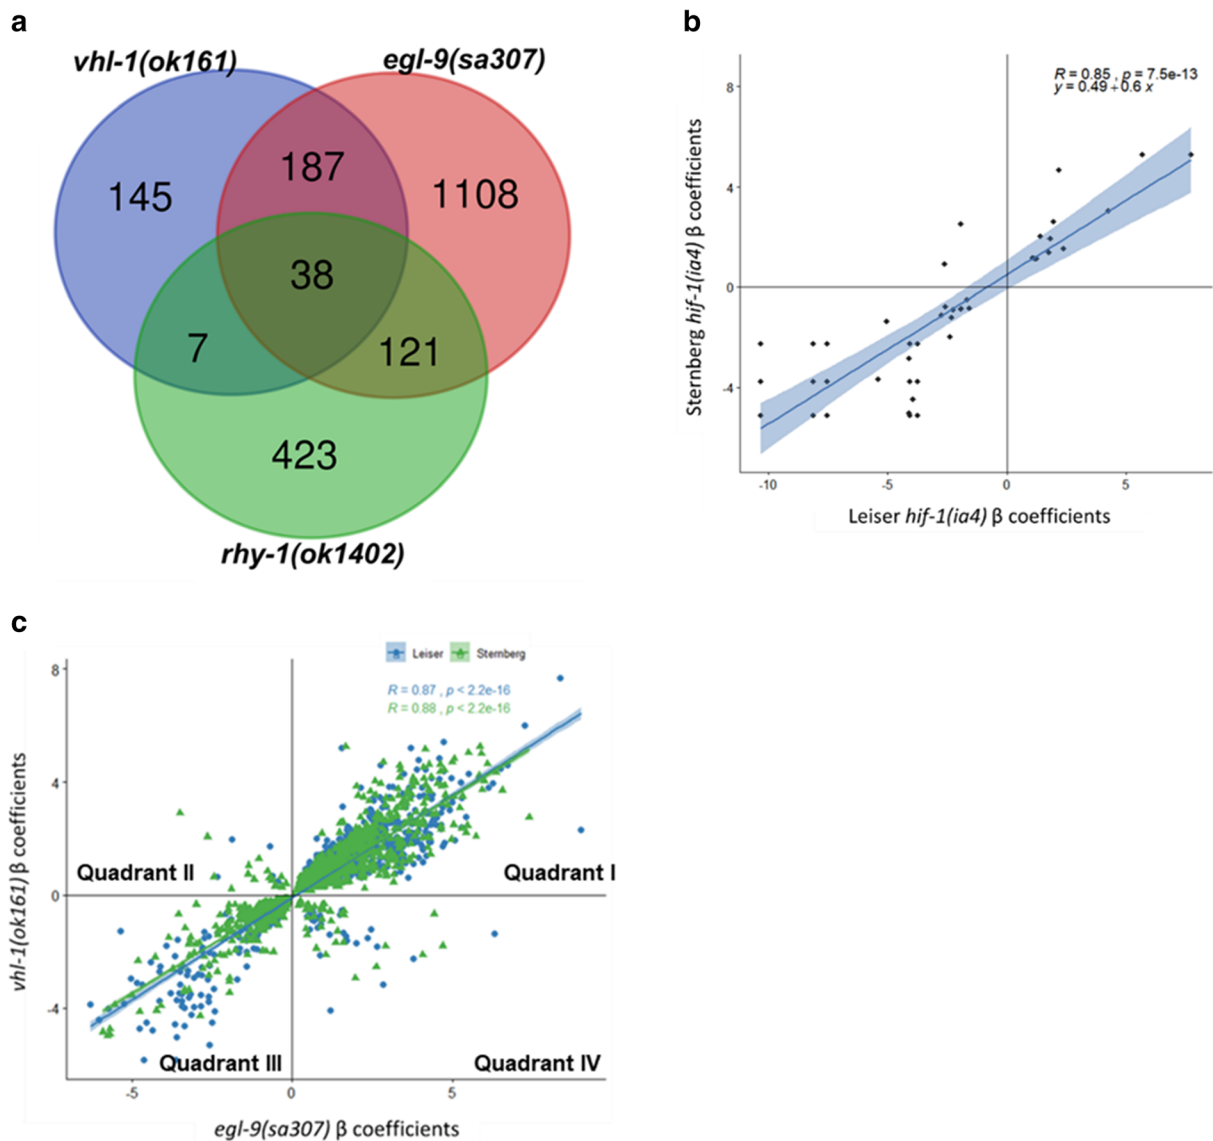 a
vhl-1(ok161)
egl-9(sa307)
187
145
1108
38
7
121
423
rhy-1(ok1402)
b
R = 0.85 , p = 7.5e-13
y = 0.49 + 0.6 x
8
4
0
-4
-10
-5
0
5
Sternberg hif-1(ia4) β coefficients
Leiser hif-1(ia4) β coefficients
c
Leiser
Sternberg
R = 0.87 , p < 2.2e-16
R = 0.88 , p < 2.2e-16
8
4
0
-4
Quadrant II
Quadrant I
Quadrant III
Quadrant IV
-5
0
5
vhl-1(ok161) β coefficients
egl-9(sa307) β coefficients